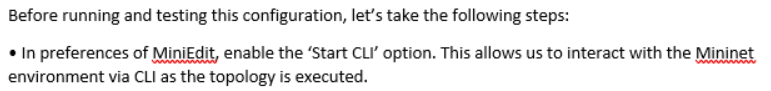 Before running and testing this configuration, let’s take the following steps:
• In preferences of MiniEdit, enable the ‘Start CLI’ option. This allows us to interact with the Mininet
environment via CLI as the topology is executed.